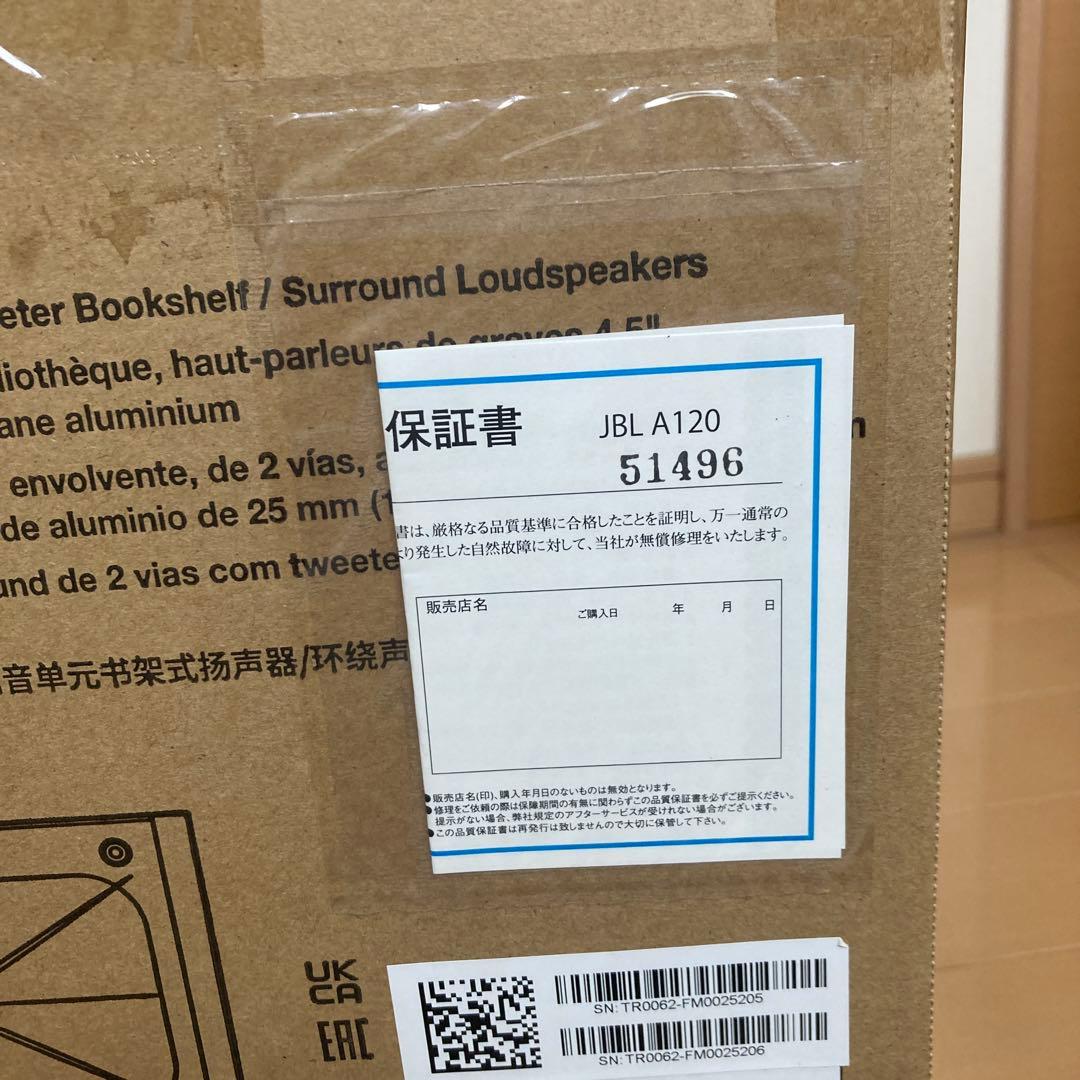 eter Bookshelf / Surround Loudspeakers
liothèque, haut-parleurs de graves 4.5"
ane aluminium
envolvente, de 2 vías,
de aluminio de 25 mm (1
und de 2 vias com tweete
音单元书架式扬声器/环绕声
保証書
JBL A120
51496
書は、厳格なる品質基準に合格したことを証明し、万一通常の
より発生した自然故障に対して、当社が無償修理をいたします。
販売店名 ご購入日 年 月 日
●販売店名(印)、購入年月日のないものは無効となります。
●修理をご依頼の際は保障期間の有無に関わらずこの品質保証書を必ずご提示ください。
提示がない場合、弊社規定のアフターサービスが受けれない場合がございます。
●この品質保証書は再発行は致しませんので大切に保管して下さい。
UK
CA
EAC
SN: TR0062-FM0025205
SN: TR0062-FM0025206